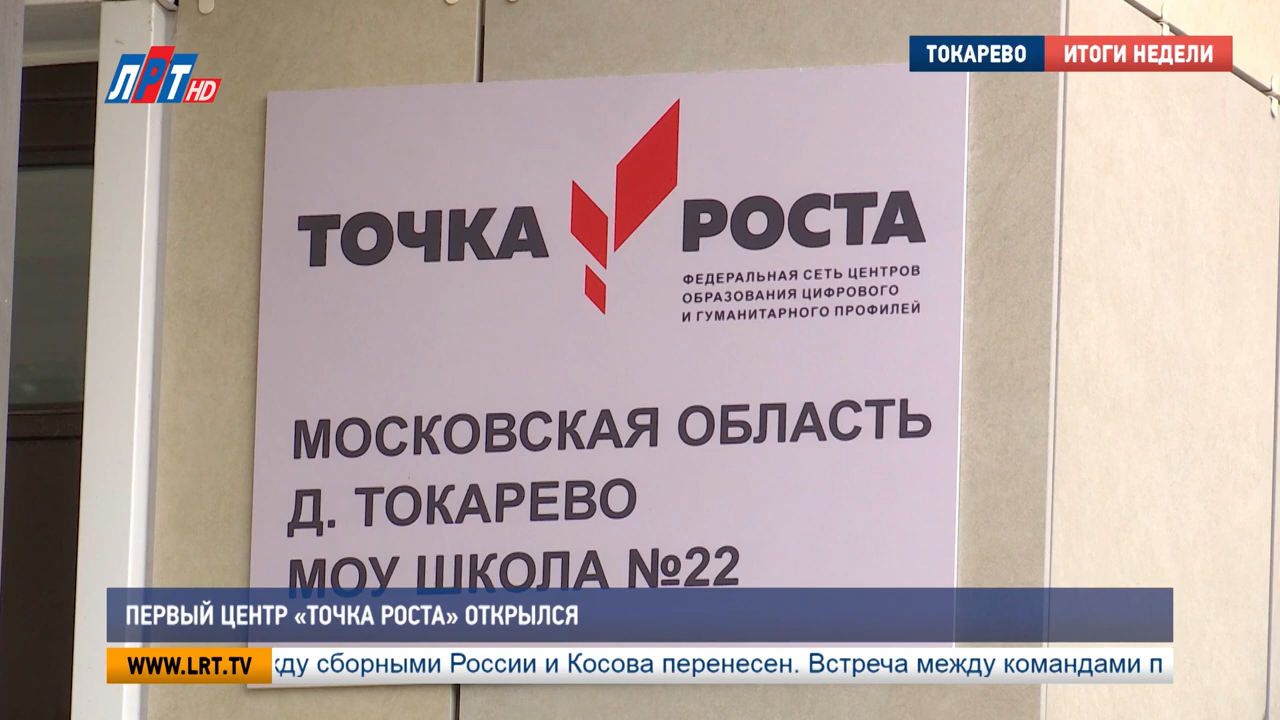 ЛРТ HD
ТОКАРЕВО ИТОГИ НЕДЕЛИ
ТОЧКА РОСТА
ФЕДЕРАЛЬНАЯ СЕТЬ ЦЕНТРОВ
ОБРАЗОВАНИЯ ЦИФРОВОГО
И ГУМАНИТАРНОГО ПРОФИЛЕЙ
МОСКОВСКАЯ ОБЛАСТЬ
Д. ТОКАРЕВО
МОУ ШКОЛА №22
ПЕРВЫЙ ЦЕНТР «ТОЧКА РОСТА» ОТКРЫЛСЯ
WWW.LRT.TV жду сборными России и Косова перенесен. Встреча между командами п